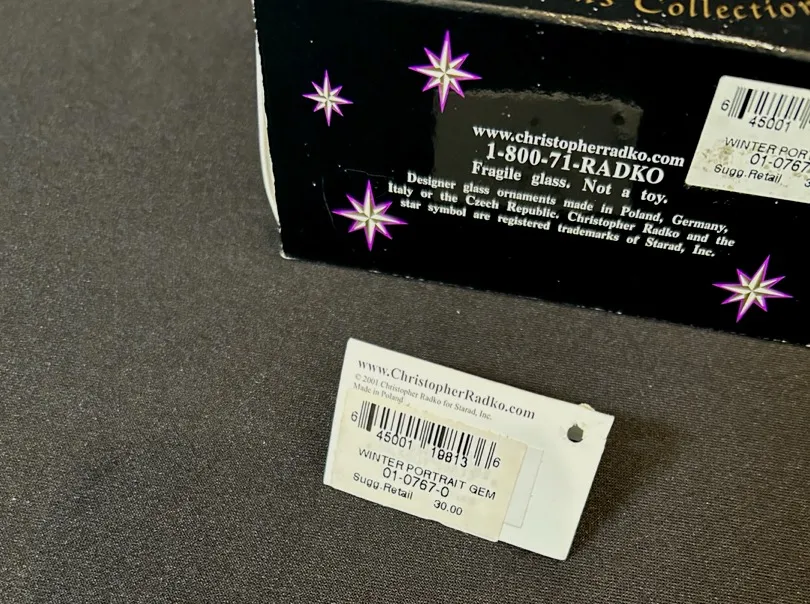 Collection
www.christopherradko.com
1-800-71-RADKO
Fragile glass. Not a toy.
Designer glass ornaments made in Poland, Germany,
Italy or the Czech Republic. Christopher Radko and the
star symbol are registered trademarks of Starad, Inc.
6 45001
WINTER POR
01-0767
Sugg.Retail
www.ChristopherRadko.com
© 2001 Christopher Radko for Starad, Inc.
Made in Poland
6 45001 19813 6
WINTER PORTRAIT GEM
01-0767-0
Sugg.Retail 30.00